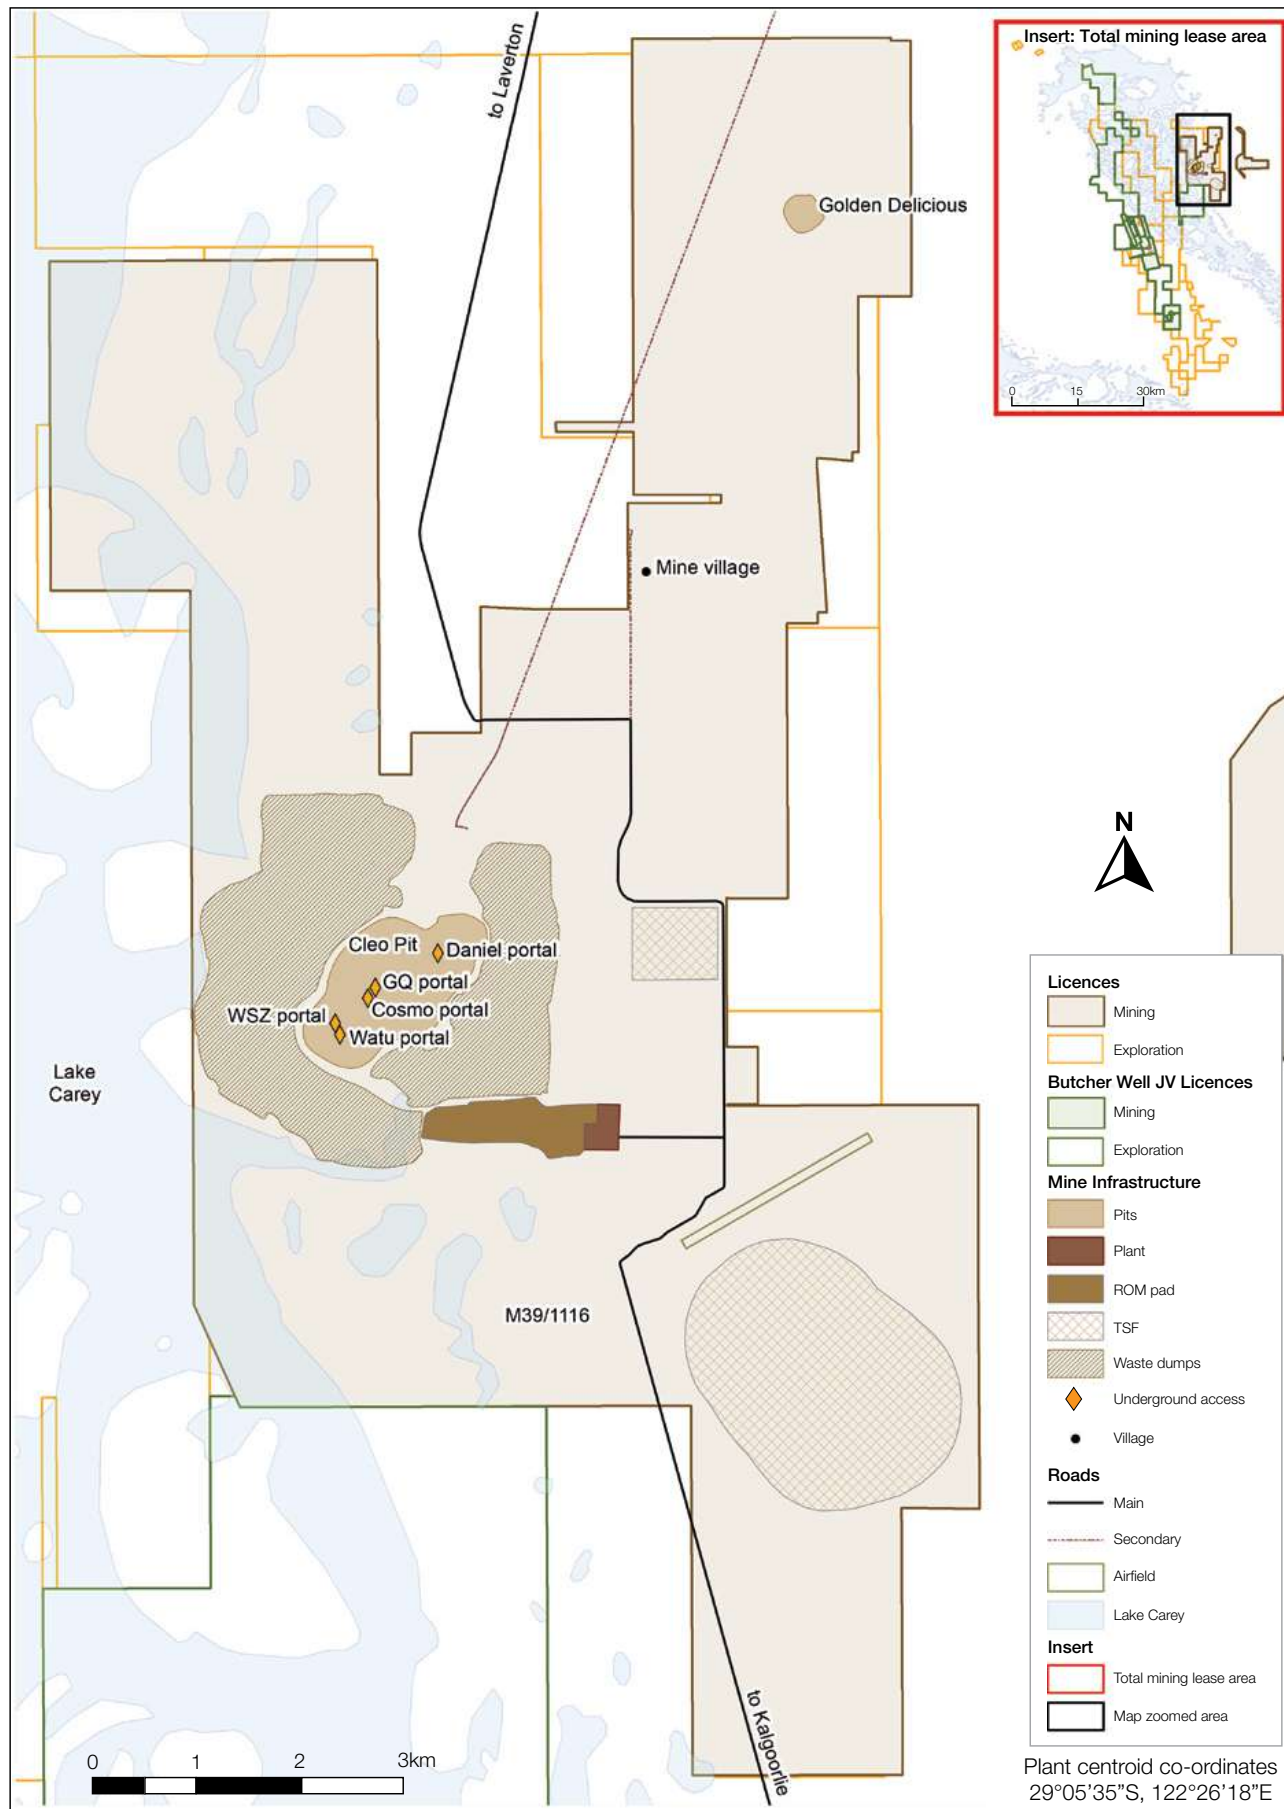 Insert: Total mining lease area
0 15 30km
to Laverton
Golden Delicious
Mine village
N
Cleo Pit
Daniel portal
GQ portal
Cosmo portal
WSZ portal
Watu portal
Lake
Carey
M39/1116
to Kalgoorlie
0 1 2 3km
Licences
Mining
Exploration
Butcher Well JV Licences
Mining
Exploration
Mine Infrastructure
Pits
Plant
ROM pad
TSF
Waste dumps
Underground access
Village
Roads
Main
Secondary
Airfield
Lake Carey
Insert
Total mining lease area
Map zoomed area
Plant centroid co-ordinates
29°05’35”S, 122°26’18”E